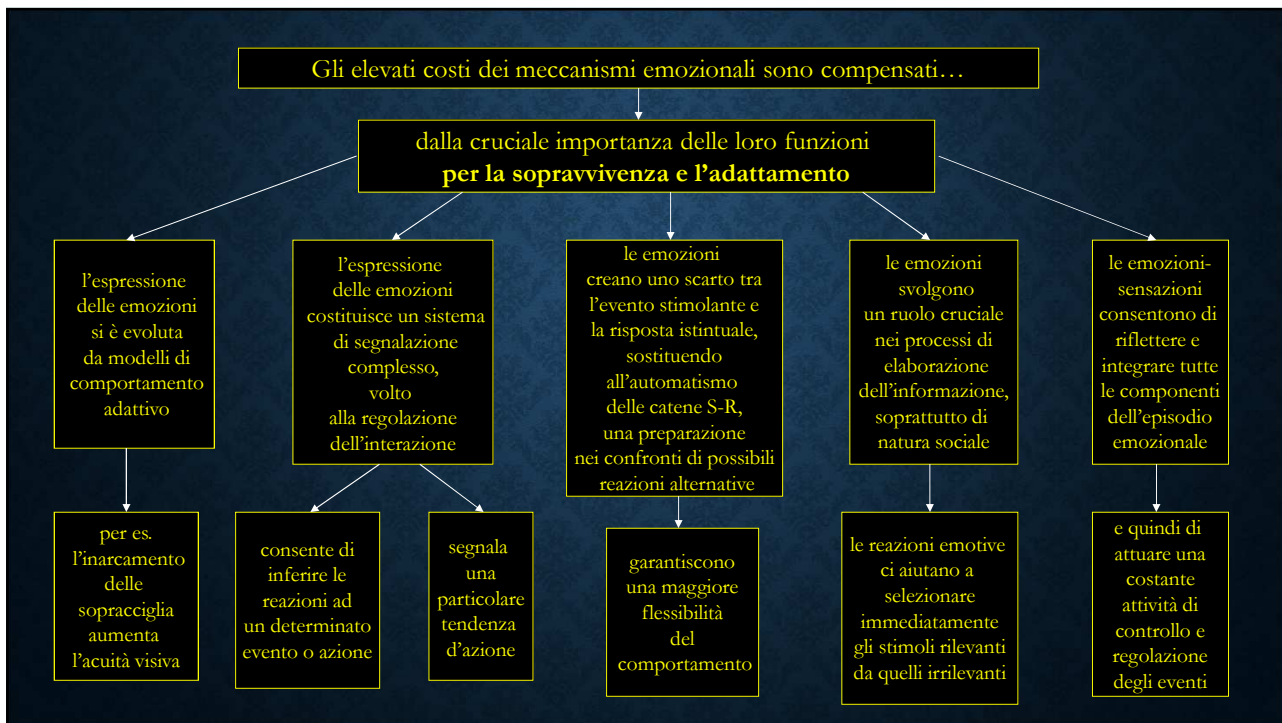 Gli elevati costi dei meccanismi emozionali sono compensati…
dalla cruciale importanza delle loro funzioni
per la sopravvivenza e l'adattamento
l'espressione
delle emozioni
si è evoluta
da modelli di
comportamento
adattivo
l'espressione
delle emozioni
costituisce un sistema
di segnalazione
complesso,
volto
alla regolazione
dell'interazione
le emozioni
creano uno scarto tra
l'evento stimolante e
la risposta istintuale,
sostituendo
all'automatismo
delle catene S-R,
una preparazione
nei confronti di possibili
reazioni alternative
le emozioni
svolgono
un ruolo cruciale
nei processi di
elaborazione
dell'informazione,
soprattutto di
natura sociale
le emozioni-
sensazioni
consentono di
riflettere e
integrare tutte
le componenti
dell'episodio
emozionale
per es.
l'inarcamento
delle
sopracciglia
aumenta
l'acuità visiva
consente di
inferire le
reazioni ad
un determinato
evento o azione
segnala
una
particolare
tendenza
d'azione
garantiscono
una maggiore
flessibilità
del
comportamento
le reazioni emotive
ci aiutano a
selezionare
immediatamente
gli stimoli rilevanti
da quelli irrilevanti
e quindi di
attuare una
costante
attività di
controllo e
regolazione
degli eventi